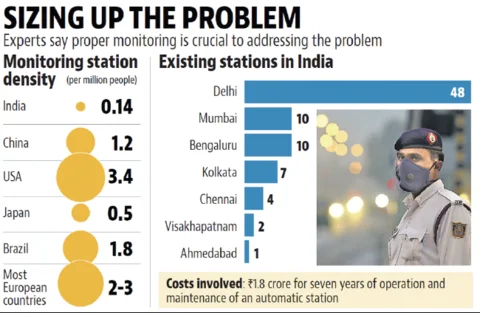 SIZING UP THE PROBLEM
Experts say proper monitoring is crucial to addressing the problem
Monitoring station
density (per million people)
India 0.14
China 1.2
USA 3.4
Japan 0.5
Brazil 1.8
Most
European
countries 2-3
Existing stations in India
Delhi 48
Mumbai 10
Bengaluru 10
Kolkata 7
Chennai 4
Visakhapatnam 2
Ahmedabad 1
Costs involved: ₹1.8 crore for seven years of operation and
maintenance of an automatic station